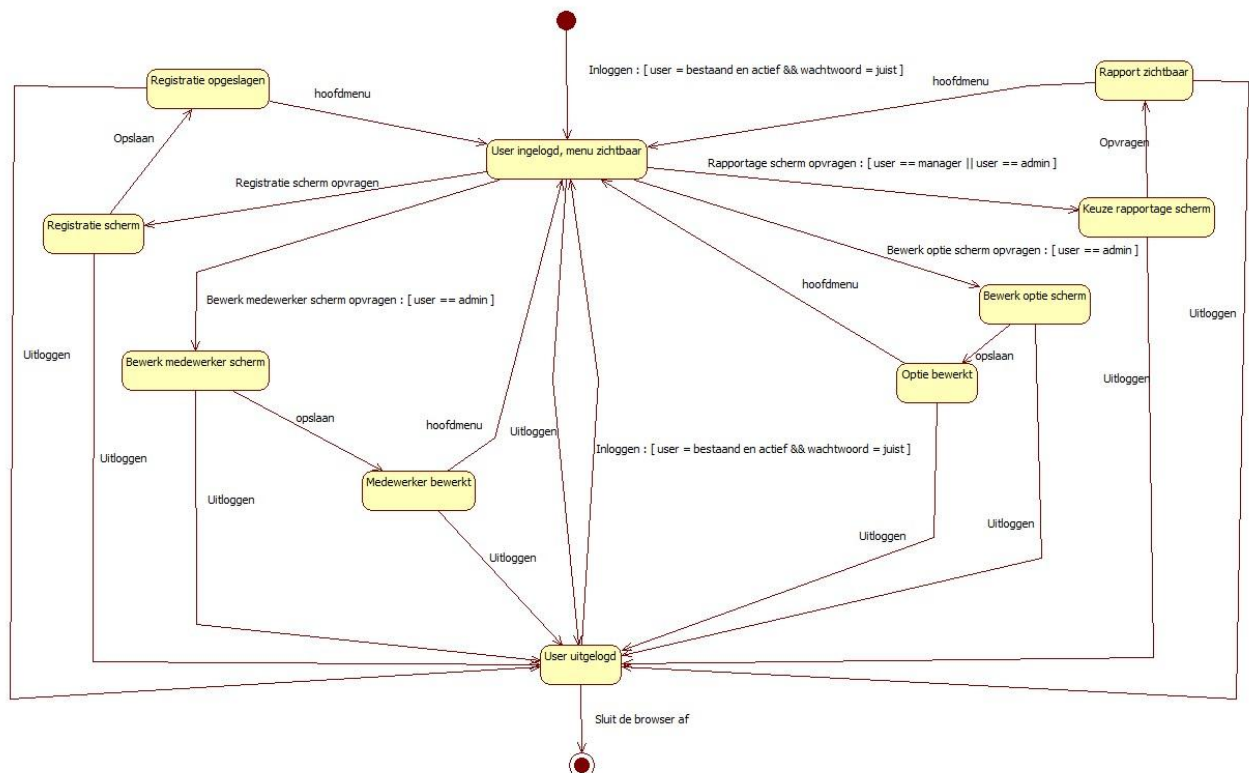 Inloggen : [ user = bestaand en actief && wachtwoord = juist ]
Registratie opgeslagen
hoofdmenu
hoofdmenu
Rapport zichtbaar
Opslaan
User ingelogd, menu zichtbaar
Opvragen
Rapportage scherm opvragen : [ user == manager || user == admin ]
Registratie scherm opvragen
Registratie scherm
Keuze rapportage scherm
Bewerk optie scherm opvragen : [ user == admin ]
hoofdmenu
Bewerk optie scherm
Bewerk medewerker scherm opvragen : [ user == admin ]
Uitloggen
Uitloggen
Bewerk medewerker scherm
opslaan
Optie bewerkt
Uitloggen
opslaan
hoofdmenu
Uitloggen
Inloggen : [ user = bestaand en actief && wachtwoord = juist ]
Uitloggen
Uitloggen
Medewerker bewerkt
Uitloggen
Uitloggen
Uitloggen
User uitgelogd
Sluit de browser af